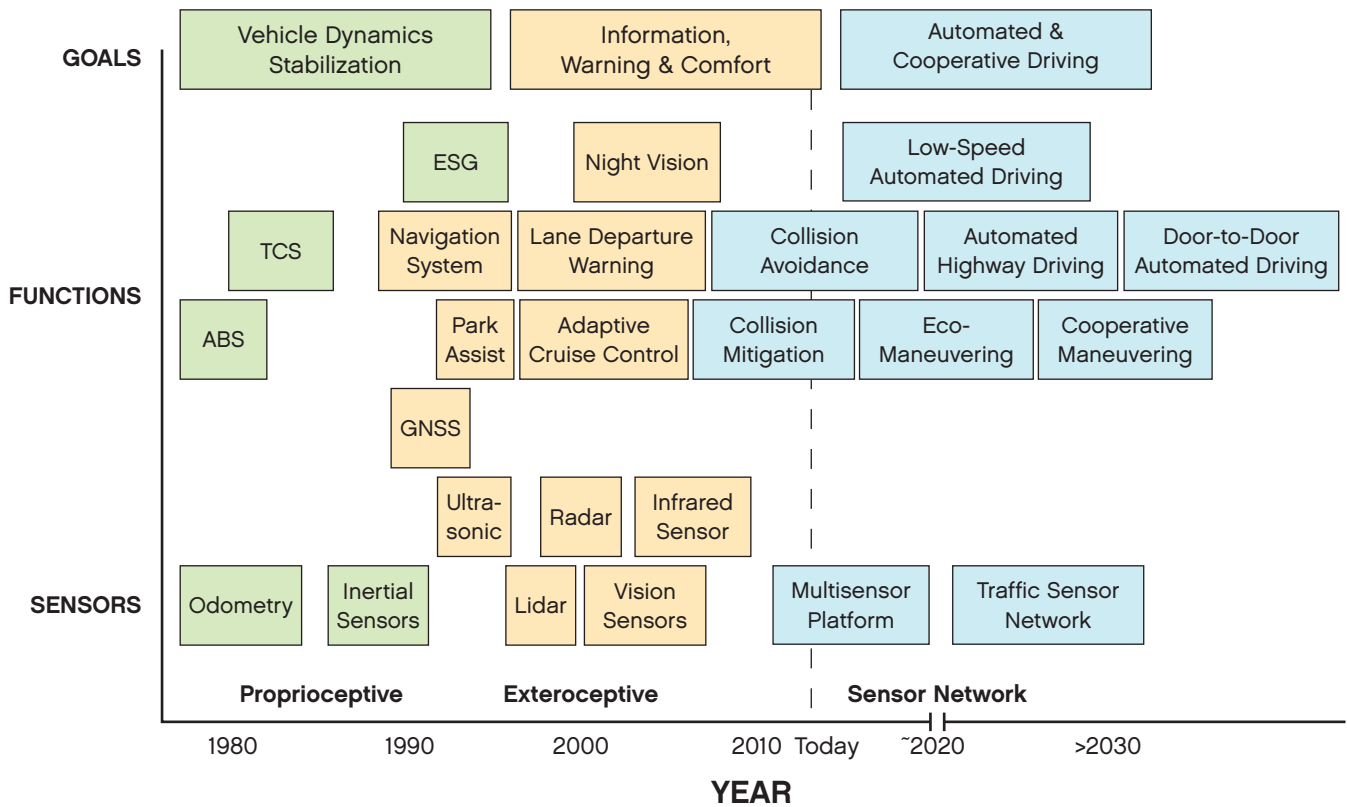 GOALS
Vehicle Dynamics
Stabilization
Information,
Warning & Comfort
Automated &
Cooperative Driving
FUNCTIONS
ESG
Night Vision
Low-Speed
Automated Driving
TCS
Navigation
System
Lane Departure
Warning
Collision
Avoidance
Automated
Highway Driving
Door-to-Door
Automated Driving
ABS
Park
Assist
Adaptive
Cruise Control
Collision
Mitigation
Eco-
Maneuvering
Cooperative
Maneuvering
GNSS
Ultra-
sonic
Radar
Infrared
Sensor
SENSORS
Odometry
Inertial
Sensors
Lidar
Vision
Sensors
Multisensor
Platform
Traffic Sensor
Network
Proprioceptive
Exteroceptive
Sensor Network
1980
1990
2000
2010
Today
~2020
>2030
YEAR